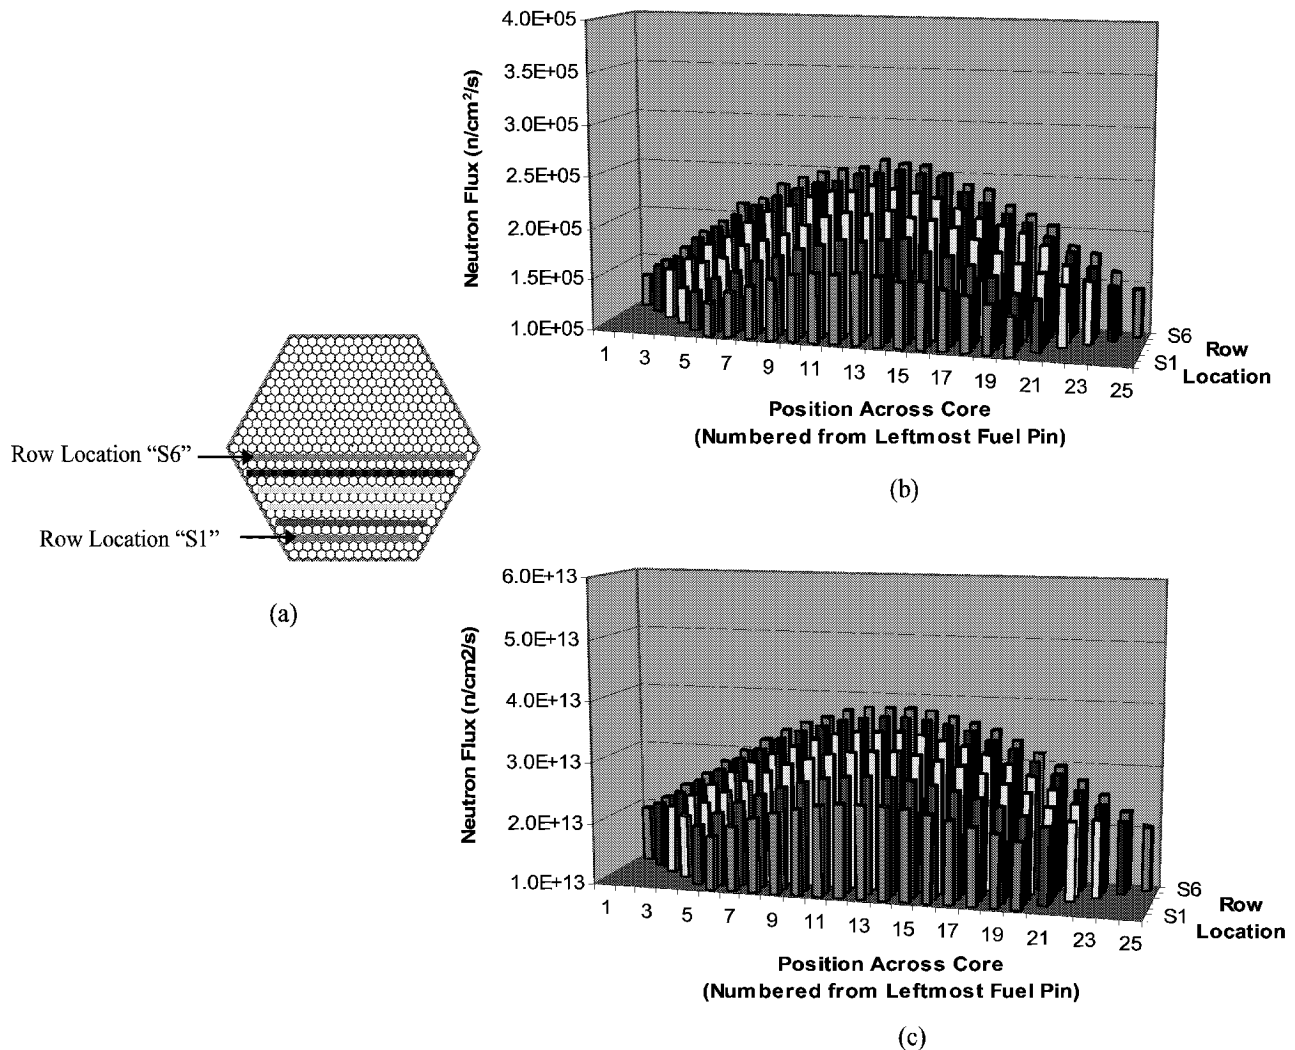 Row Location “S6”
Row Location “S1”
(a)
Neutron Flux (n/cm²/s)
4.0E+05
3.5E+05
3.0E+05
2.5E+05
2.0E+05
1.5E+05
1.0E+05
1 3 5 7 9 11 13 15 17 19 21 23 25
S6
S1
Row
Location
Position Across Core
(Numbered from Leftmost Fuel Pin)
(b)
Neutron Flux (n/cm2/s)
6.0E+13
5.0E+13
4.0E+13
3.0E+13
2.0E+13
1.0E+13
1 3 5 7 9 11 13 15 17 19 21 23 25
S6
S1
Row
Location
Position Across Core
(Numbered from Leftmost Fuel Pin)
(c)